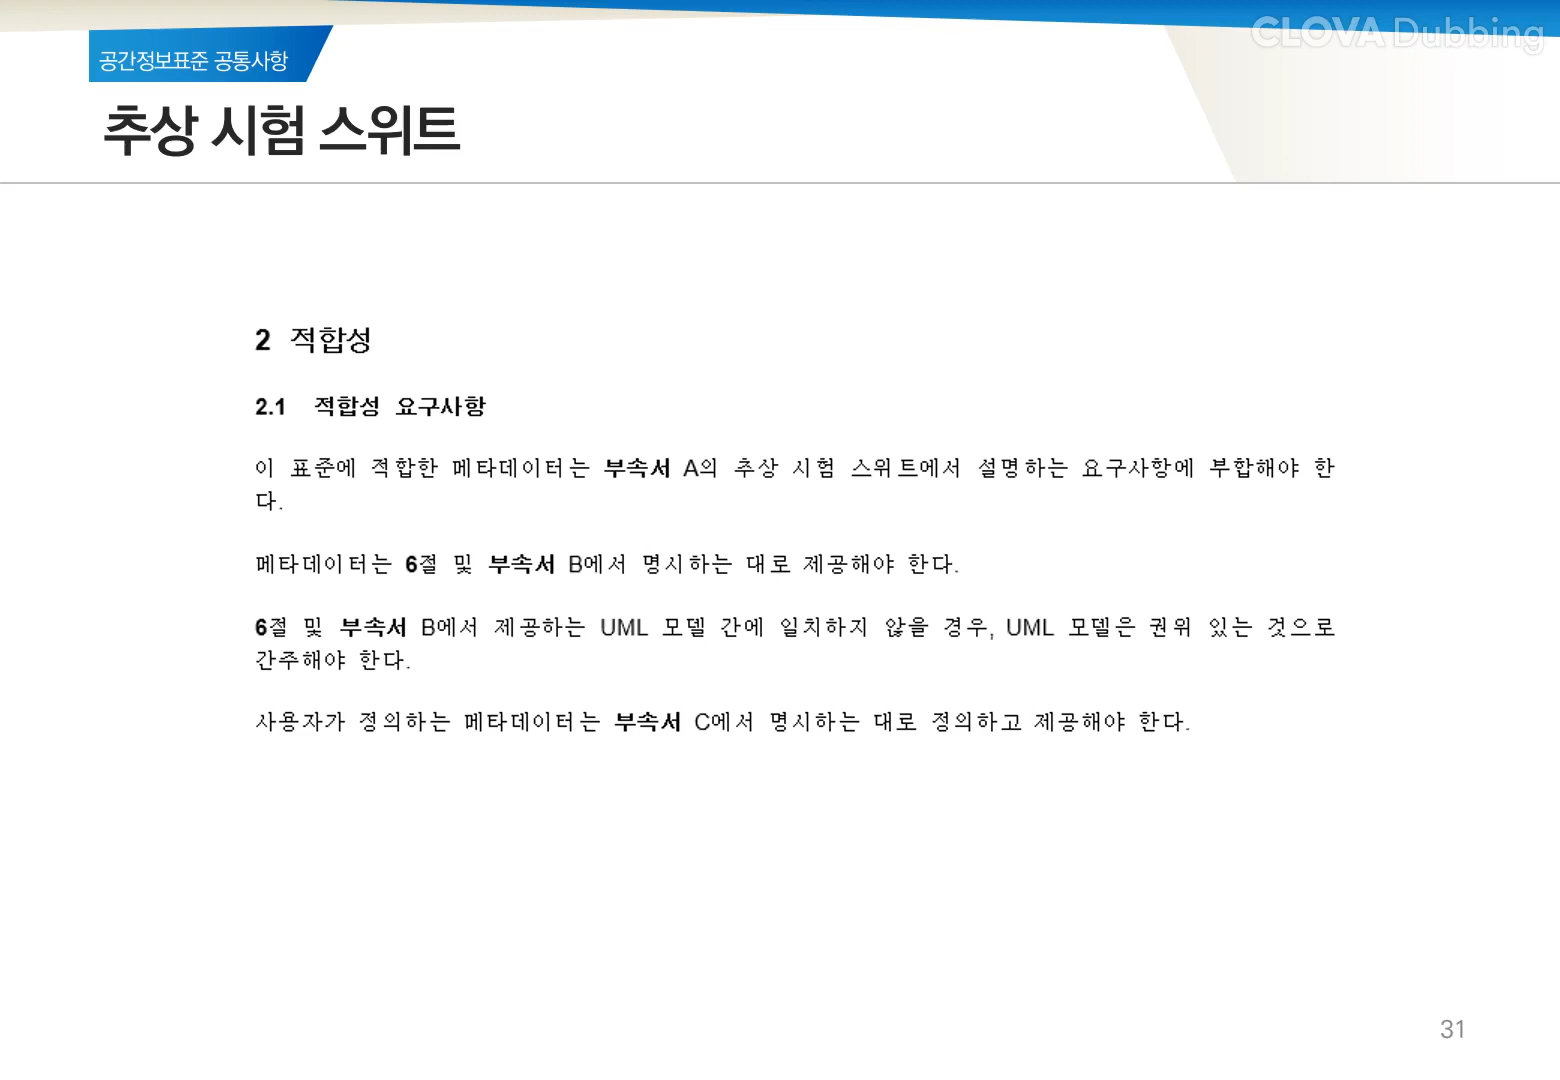 CLOVA Dubbing
공간정보표준 공통사항
추상 시험 스위트
2 적합성
2.1 적합성 요구사항
이 표준에 적합한 메타데이터는 부속서 A의 추상 시험 스위트에서 설명하는 요구사항에 부합해야 한
다.
메타데이터는 6절 및 부속서 B에서 명시하는 대로 제공해야 한다.
6절 및 부속서 B에서 제공하는 UML 모델 간에 일치하지 않을 경우, UML 모델은 권위 있는 것으로
간주해야 한다.
사용자가 정의하는 메타데이터는 부속서 C에서 명시하는 대로 정의하고 제공해야 한다.
31